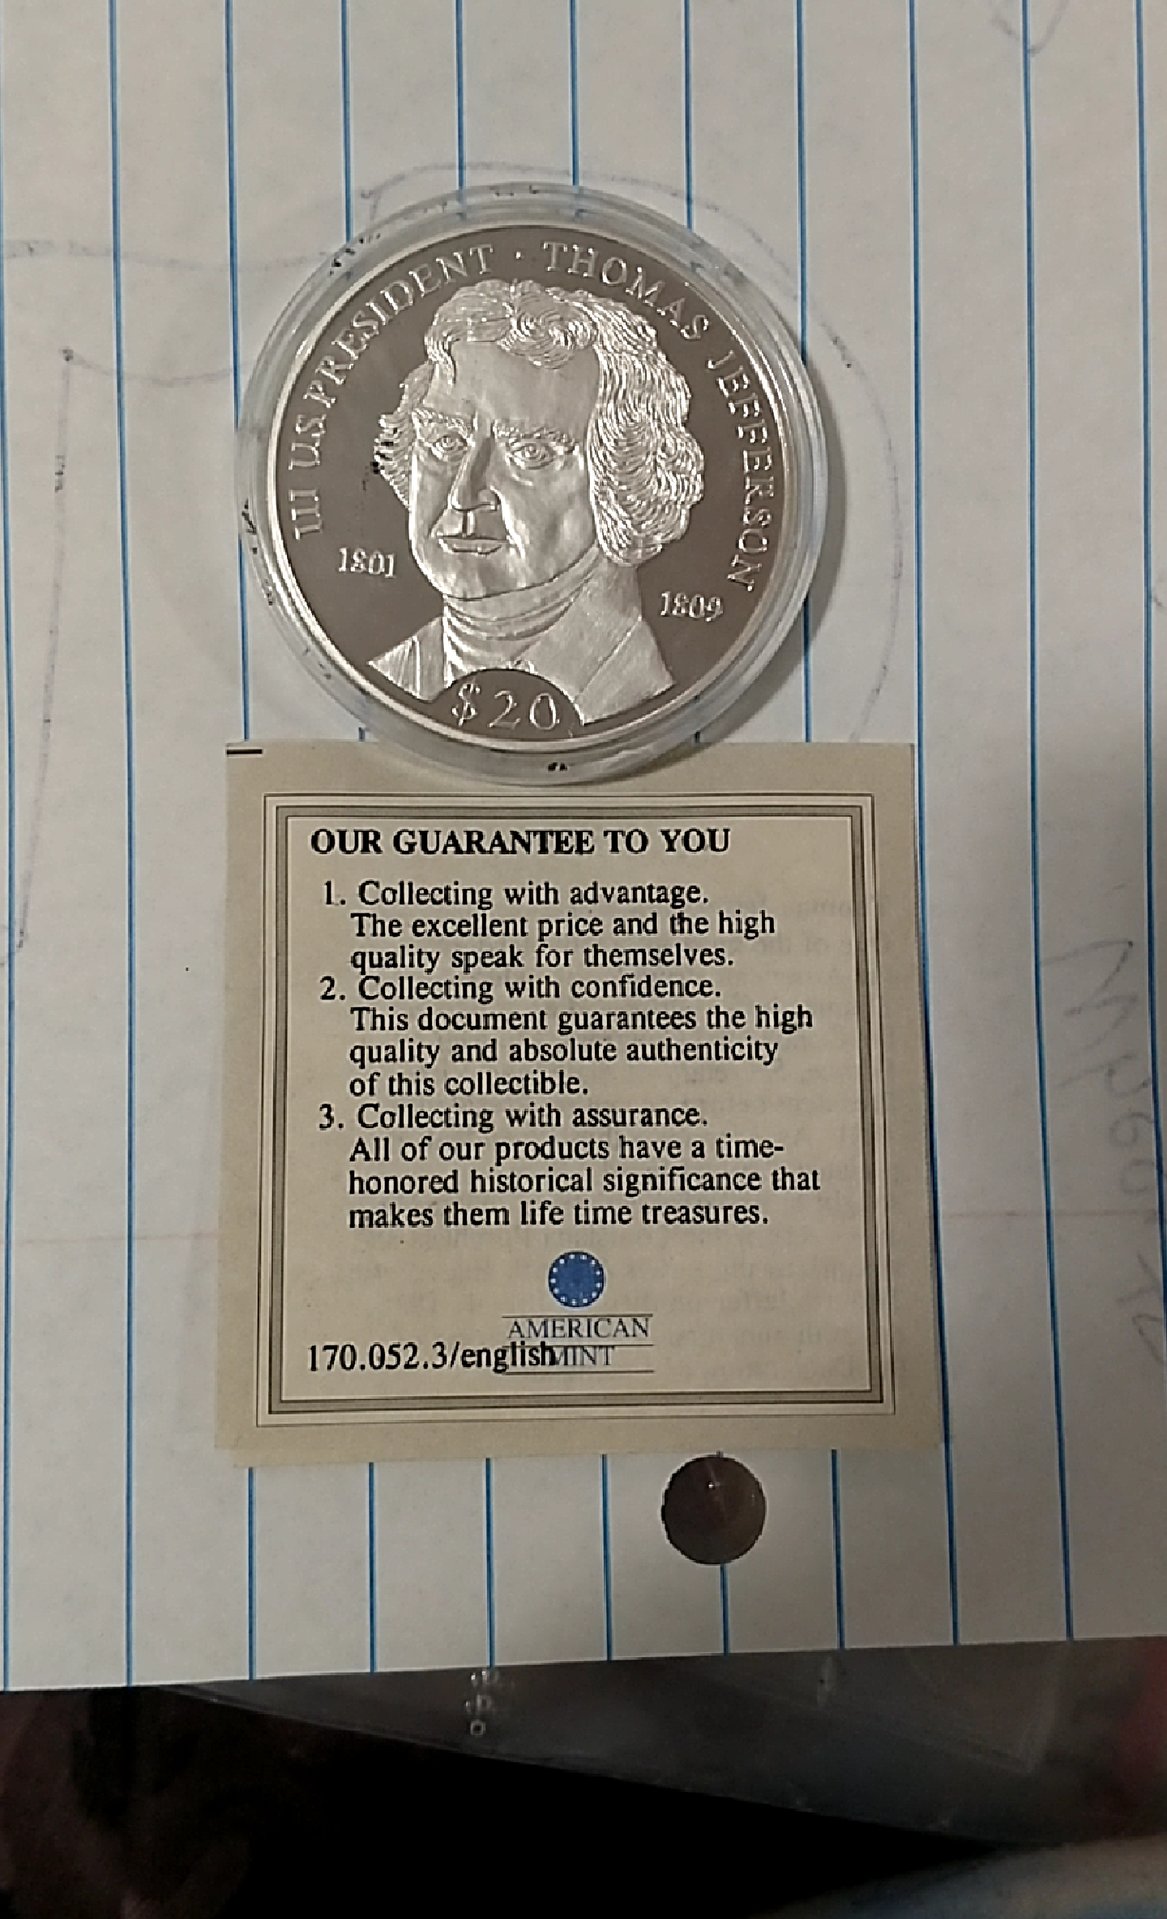 III U.S. PRESIDENT · THOMAS JEFFERSON
1801
1809
$20
OUR GUARANTEE TO YOU
1. Collecting with advantage.
The excellent price and the high
quality speak for themselves.
2. Collecting with confidence.
This document guarantees the high
quality and absolute authenticity
of this collectible.
3. Collecting with assurance.
All of our products have a time-
honored historical significance that
makes them life time treasures.
AMERICAN
MINT
170.052.3/english